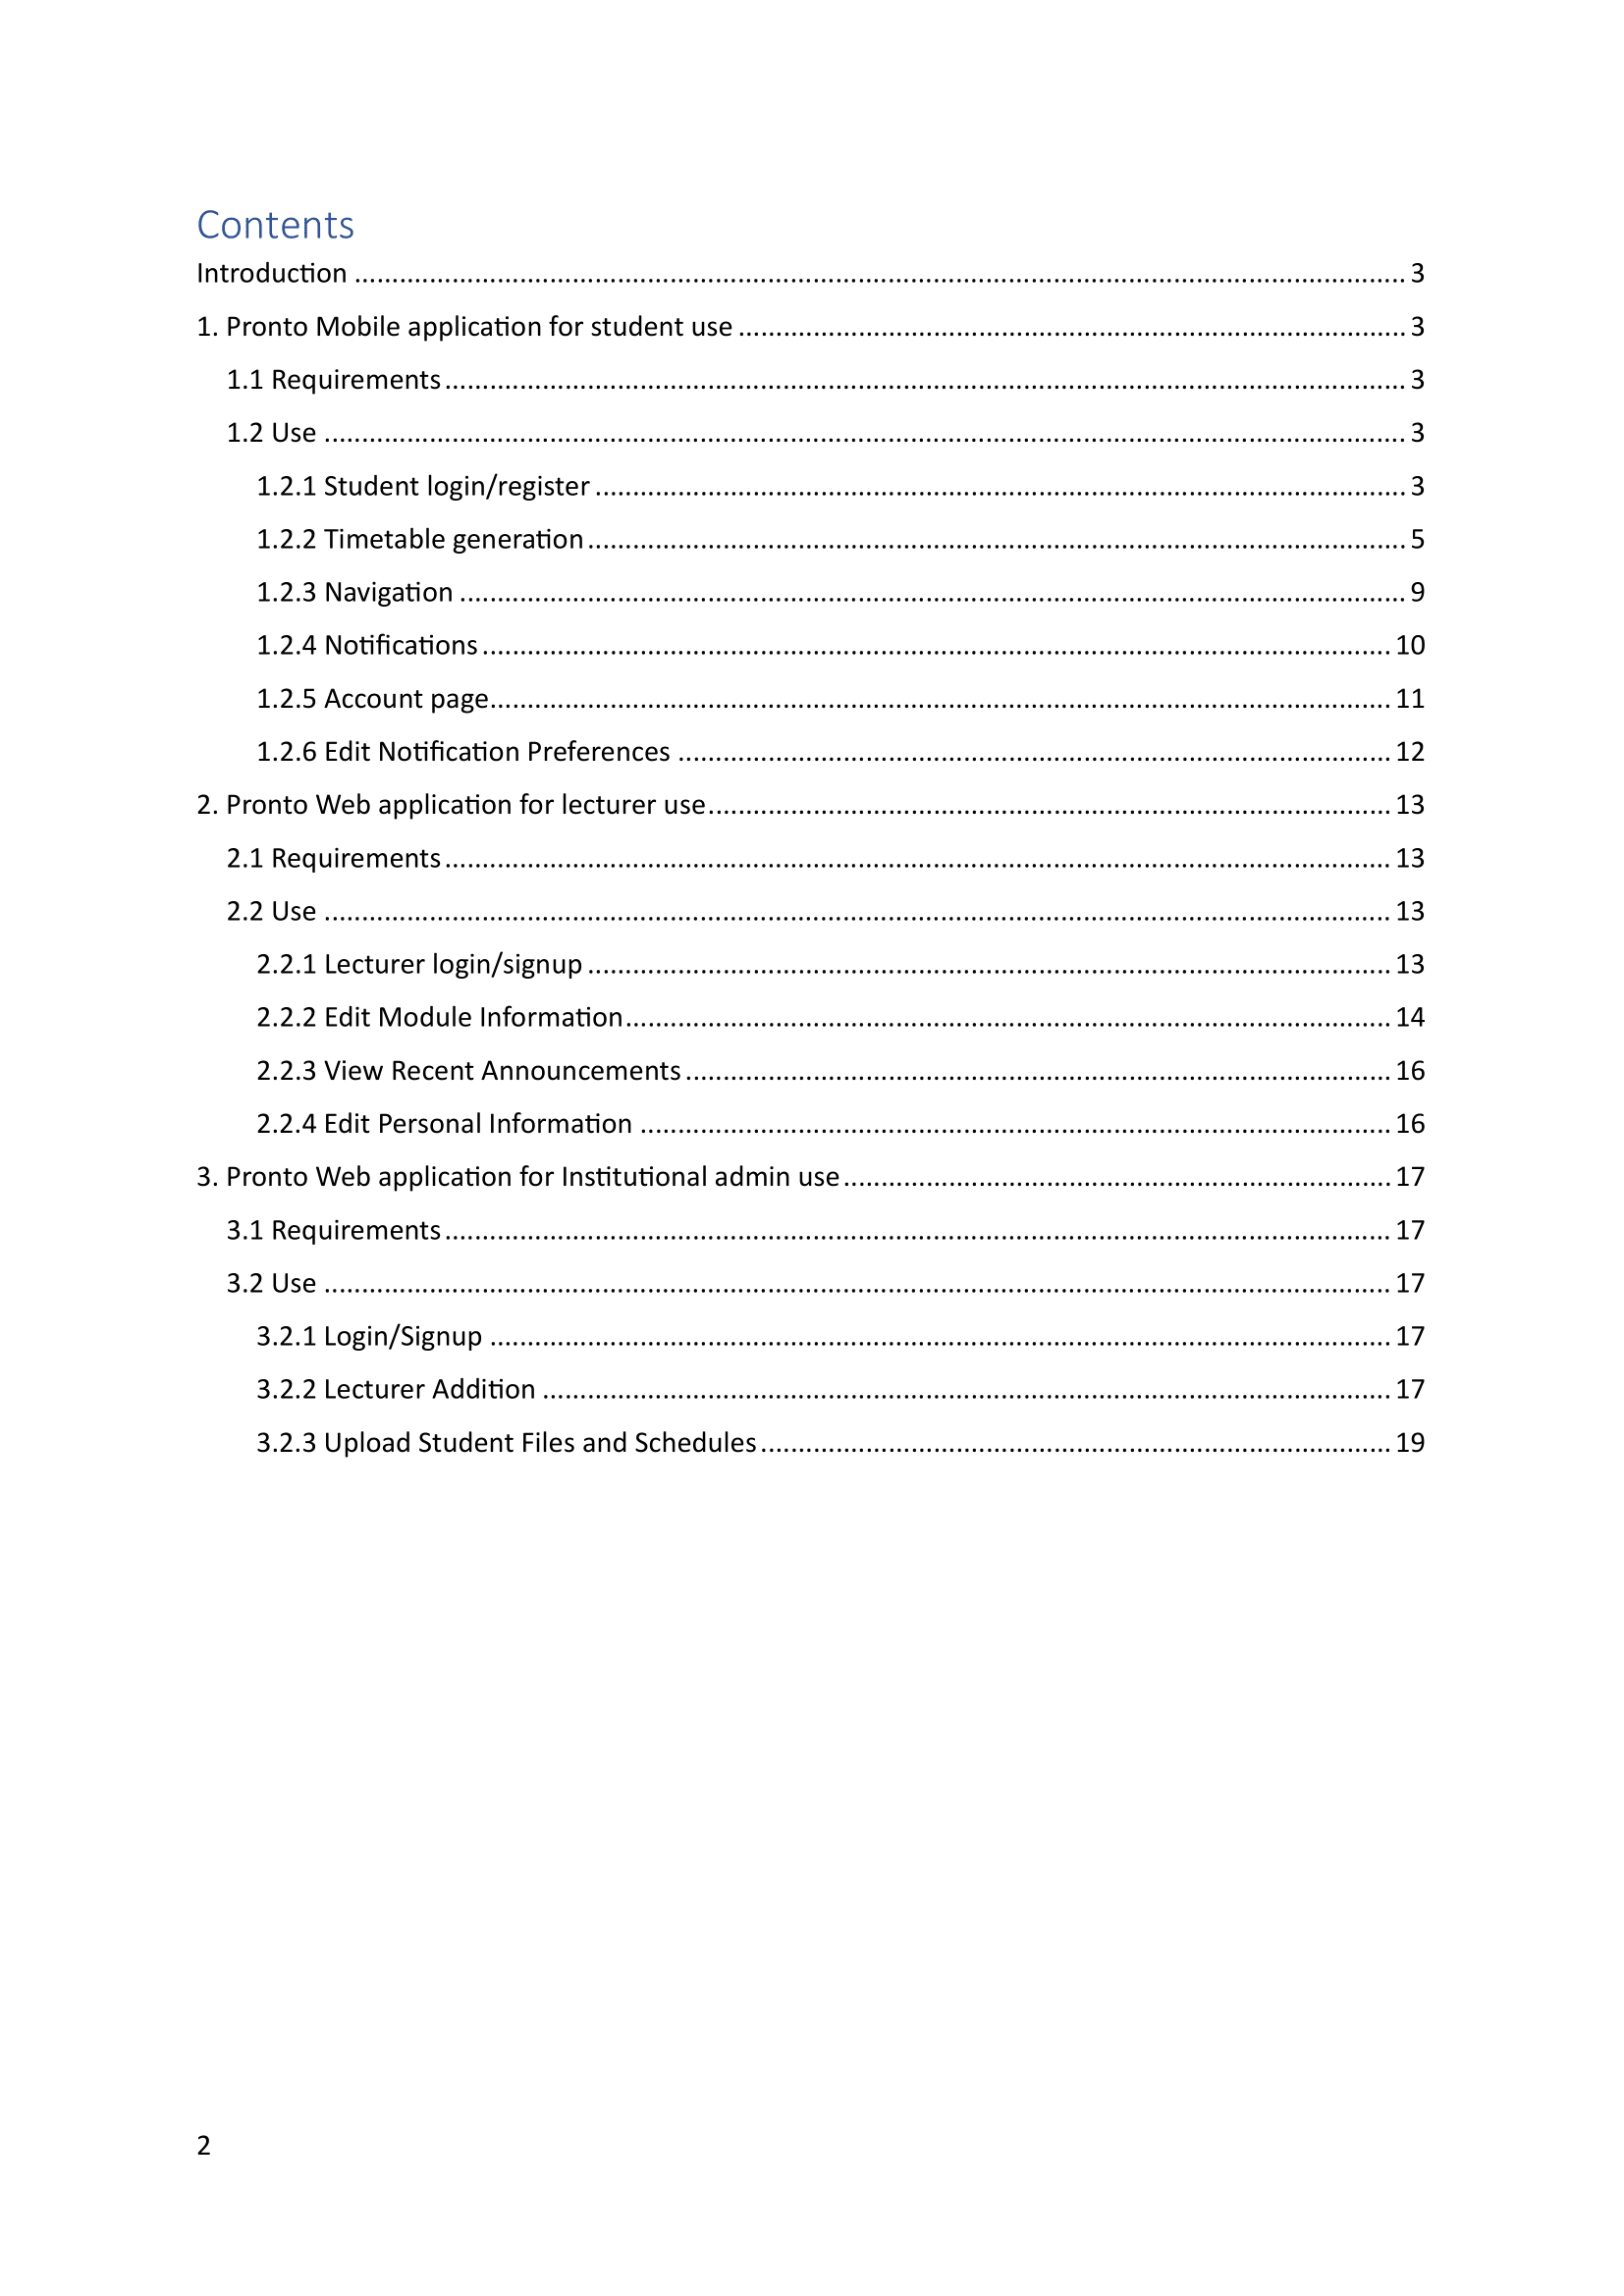 Contents
Introduction ........ 3
1. Pronto Mobile application for student use ........ 3
1.1 Requirements ........ 3
1.2 Use ........ 3
1.2.1 Student login/register ........ 3
1.2.2 Timetable generation ........ 5
1.2.3 Navigation ........ 9
1.2.4 Notifications ........ 10
1.2.5 Account page ........ 11
1.2.6 Edit Notification Preferences ........ 12
2. Pronto Web application for lecturer use ........ 13
2.1 Requirements ........ 13
2.2 Use ........ 13
2.2.1 Lecturer login/signup ........ 13
2.2.2 Edit Module Information ........ 14
2.2.3 View Recent Announcements ........ 16
2.2.4 Edit Personal Information ........ 16
3. Pronto Web application for Institutional admin use ........ 17
3.1 Requirements ........ 17
3.2 Use ........ 17
3.2.1 Login/Signup ........ 17
3.2.2 Lecturer Addition ........ 17
3.2.3 Upload Student Files and Schedules ........ 19
2